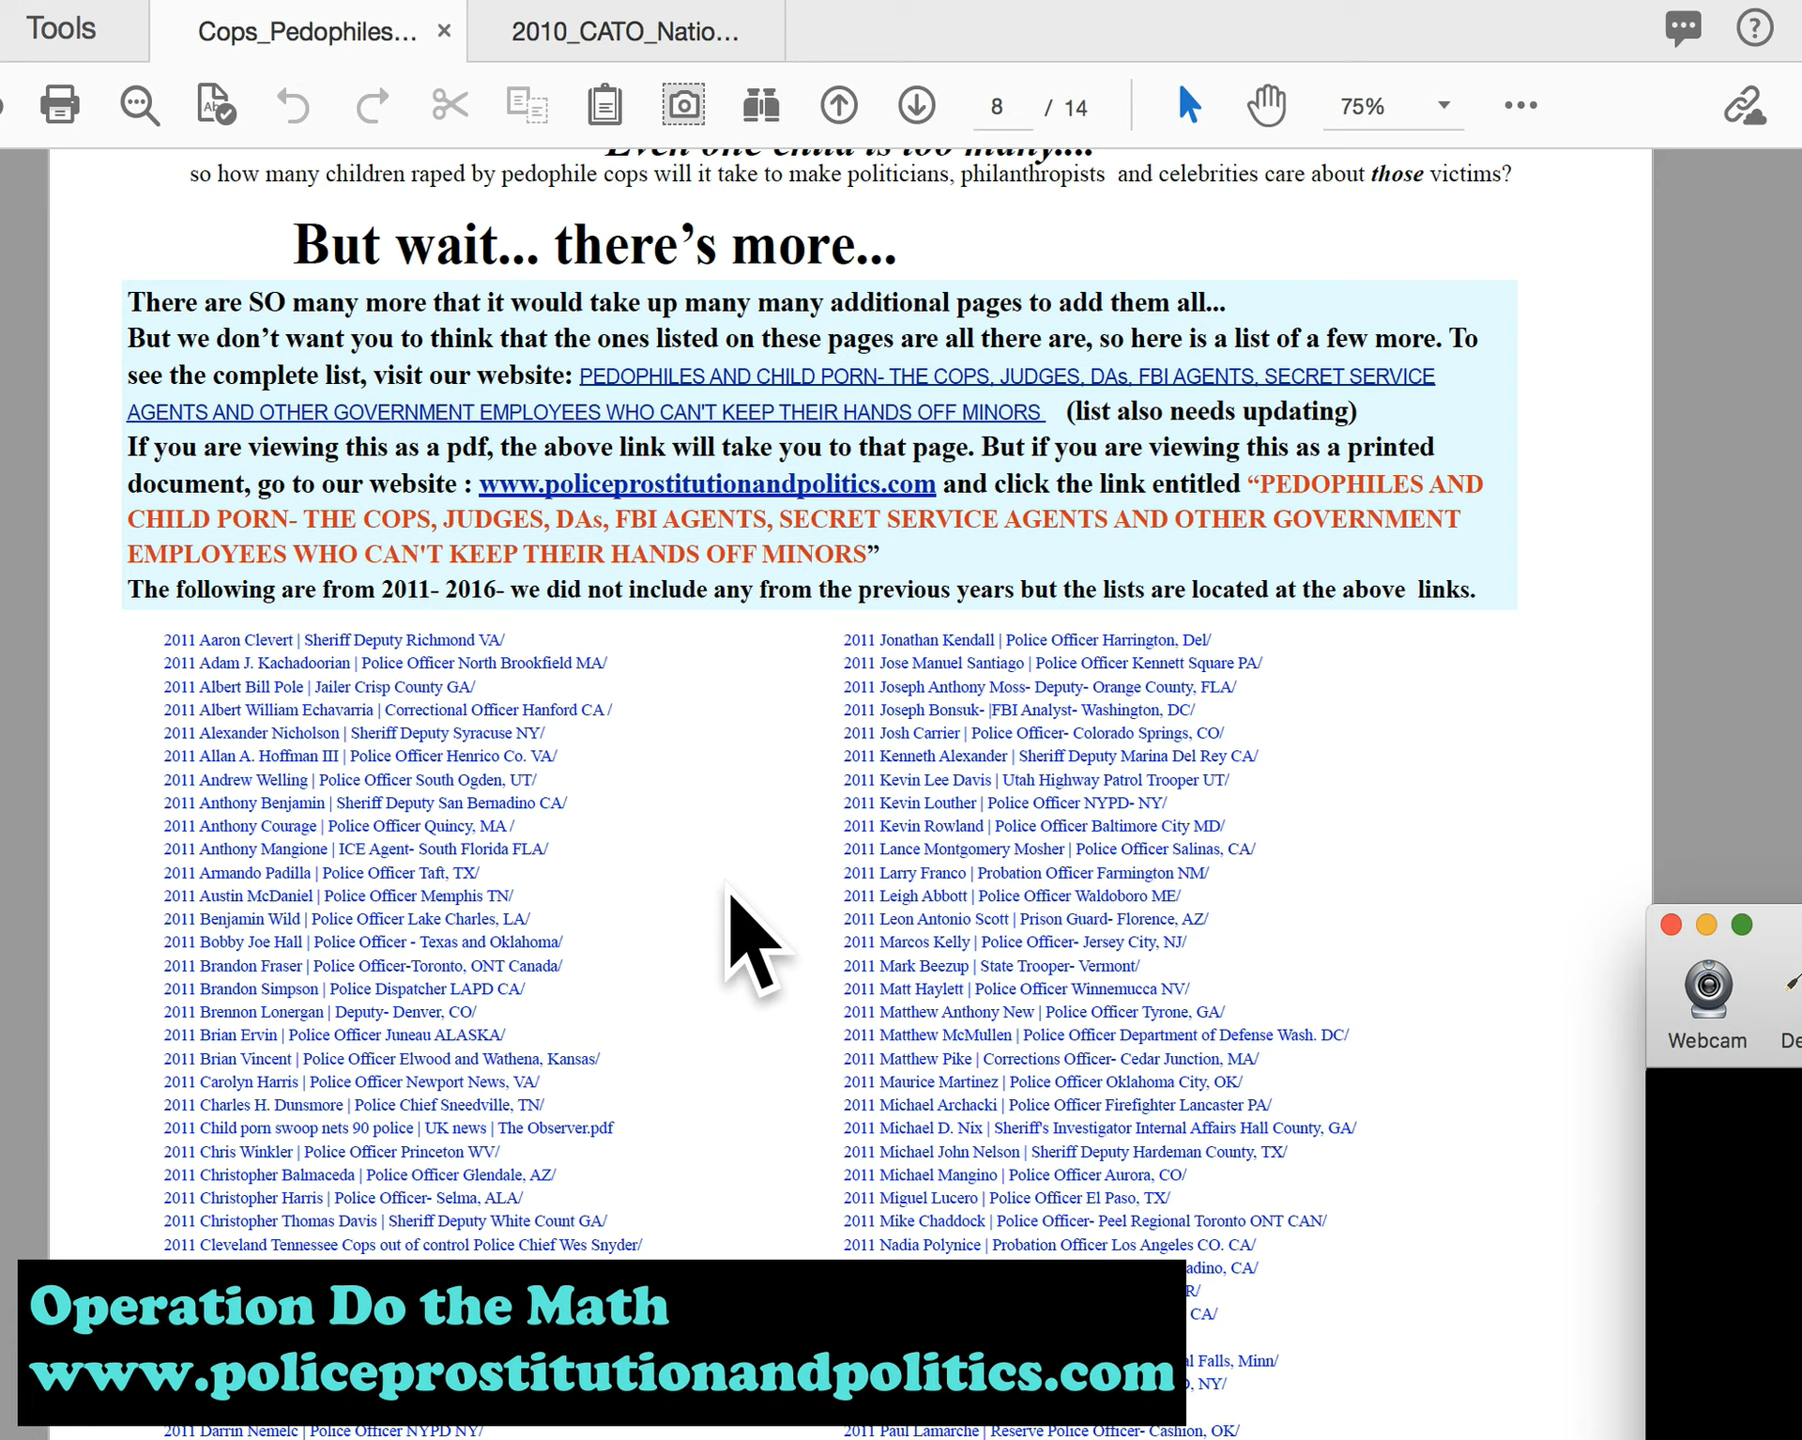 Tools
Cops_Pedophiles... ×
2010_CATO_Natio...
8 / 14
75%
Even one child is too many....
so how many children raped by pedophile cops will it take to make politicians, philanthropists and celebrities care about those victims?
But wait... there's more...
There are SO many more that it would take up many many additional pages to add them all...
But we don't want you to think that the ones listed on these pages are all there are, so here is a list of a few more. To
see the complete list, visit our website: PEDOPHILES AND CHILD PORN- THE COPS, JUDGES, DAs, FBI AGENTS, SECRET SERVICE
AGENTS AND OTHER GOVERNMENT EMPLOYEES WHO CAN'T KEEP THEIR HANDS OFF MINORS (list also needs updating)
If you are viewing this as a pdf, the above link will take you to that page. But if you are viewing this as a printed
document, go to our website : www.policeprostitutionandpolitics.com and click the link entitled "PEDOPHILES AND
CHILD PORN- THE COPS, JUDGES, DAs, FBI AGENTS, SECRET SERVICE AGENTS AND OTHER GOVERNMENT
EMPLOYEES WHO CAN'T KEEP THEIR HANDS OFF MINORS"
The following are from 2011- 2016- we did not include any from the previous years but the lists are located at the above links.
2011 Aaron Clevert | Sheriff Deputy Richmond VA/
2011 Adam J. Kachadoorian | Police Officer North Brookfield MA/
2011 Albert Bill Pole | Jailer Crisp County GA/
2011 Albert William Echavarria | Correctional Officer Hanford CA /
2011 Alexander Nicholson | Sheriff Deputy Syracuse NY/
2011 Allan A. Hoffman III | Police Officer Henrico Co. VA/
2011 Andrew Welling | Police Officer South Ogden, UT/
2011 Anthony Benjamin | Sheriff Deputy San Bernadino CA/
2011 Anthony Courage | Police Officer Quincy, MA /
2011 Anthony Mangione | ICE Agent- South Florida FLA/
2011 Armando Padilla | Police Officer Taft, TX/
2011 Austin McDaniel | Police Officer Memphis TN/
2011 Benjamin Wild | Police Officer Lake Charles, LA/
2011 Bobby Joe Hall | Police Officer - Texas and Oklahoma/
2011 Brandon Fraser | Police Officer-Toronto, ONT Canada/
2011 Brandon Simpson | Police Dispatcher LAPD CA/
2011 Brennon Lonergan | Deputy- Denver, CO/
2011 Brian Ervin | Police Officer Juneau ALASKA/
2011 Brian Vincent | Police Officer Elwood and Wathena, Kansas/
2011 Carolyn Harris | Police Officer Newport News, VA/
2011 Charles H. Dunsmore | Police Chief Sneedville, TN/
2011 Child porn swoop nets 90 police | UK news | The Observer.pdf
2011 Chris Winkler | Police Officer Princeton WV/
2011 Christopher Balmaceda | Police Officer Glendale, AZ/
2011 Christopher Harris | Police Officer- Selma, ALA/
2011 Christopher Thomas Davis | Sheriff Deputy White Count GA/
2011 Cleveland Tennessee Cops out of control Police Chief Wes Snyder/
2011 Darrin Nemelc | Police Officer NYPD NY/
2011 Jonathan Kendall | Police Officer Harrington, Del/
2011 Jose Manuel Santiago | Police Officer Kennett Square PA/
2011 Joseph Anthony Moss- Deputy- Orange County, FLA/
2011 Joseph Bonsuk- |FBI Analyst- Washington, DC/
2011 Josh Carrier | Police Officer- Colorado Springs, CO/
2011 Kenneth Alexander | Sheriff Deputy Marina Del Rey CA/
2011 Kevin Lee Davis | Utah Highway Patrol Trooper UT/
2011 Kevin Louther | Police Officer NYPD- NY/
2011 Kevin Rowland | Police Officer Baltimore City MD/
2011 Lance Montgomery Mosher | Police Officer Salinas, CA/
2011 Larry Franco | Probation Officer Farmington NM/
2011 Leigh Abbott | Police Officer Waldoboro ME/
2011 Leon Antonio Scott | Prison Guard- Florence, AZ/
2011 Marcos Kelly | Police Officer- Jersey City, NJ/
2011 Mark Beezup | State Trooper- Vermont/
2011 Matt Haylett | Police Officer Winnemucca NV/
2011 Matthew Anthony New | Police Officer Tyrone, GA/
2011 Matthew McMullen | Police Officer Department of Defense Wash. DC/
2011 Matthew Pike | Corrections Officer- Cedar Junction, MA/
2011 Maurice Martinez | Police Officer Oklahoma City, OK/
2011 Michael Archacki | Police Officer Firefighter Lancaster PA/
2011 Michael D. Nix | Sheriff's Investigator Internal Affairs Hall County, GA/
2011 Michael John Nelson | Sheriff Deputy Hardeman County, TX/
2011 Michael Mangino | Police Officer Aurora, CO/
2011 Miguel Lucero | Police Officer El Paso, TX/
2011 Mike Chaddock | Police Officer- Peel Regional Toronto ONT CAN/
2011 Nadia Polynice | Probation Officer Los Angeles CO. CA/
adino, CA/
R/
CA/
al Falls, Minn/
, NY/
2011 Paul Lamarche | Reserve Police Officer- Cashion, OK/
Operation Do the Math
www.policeprostitutionandpolitics.com
Webcam
De